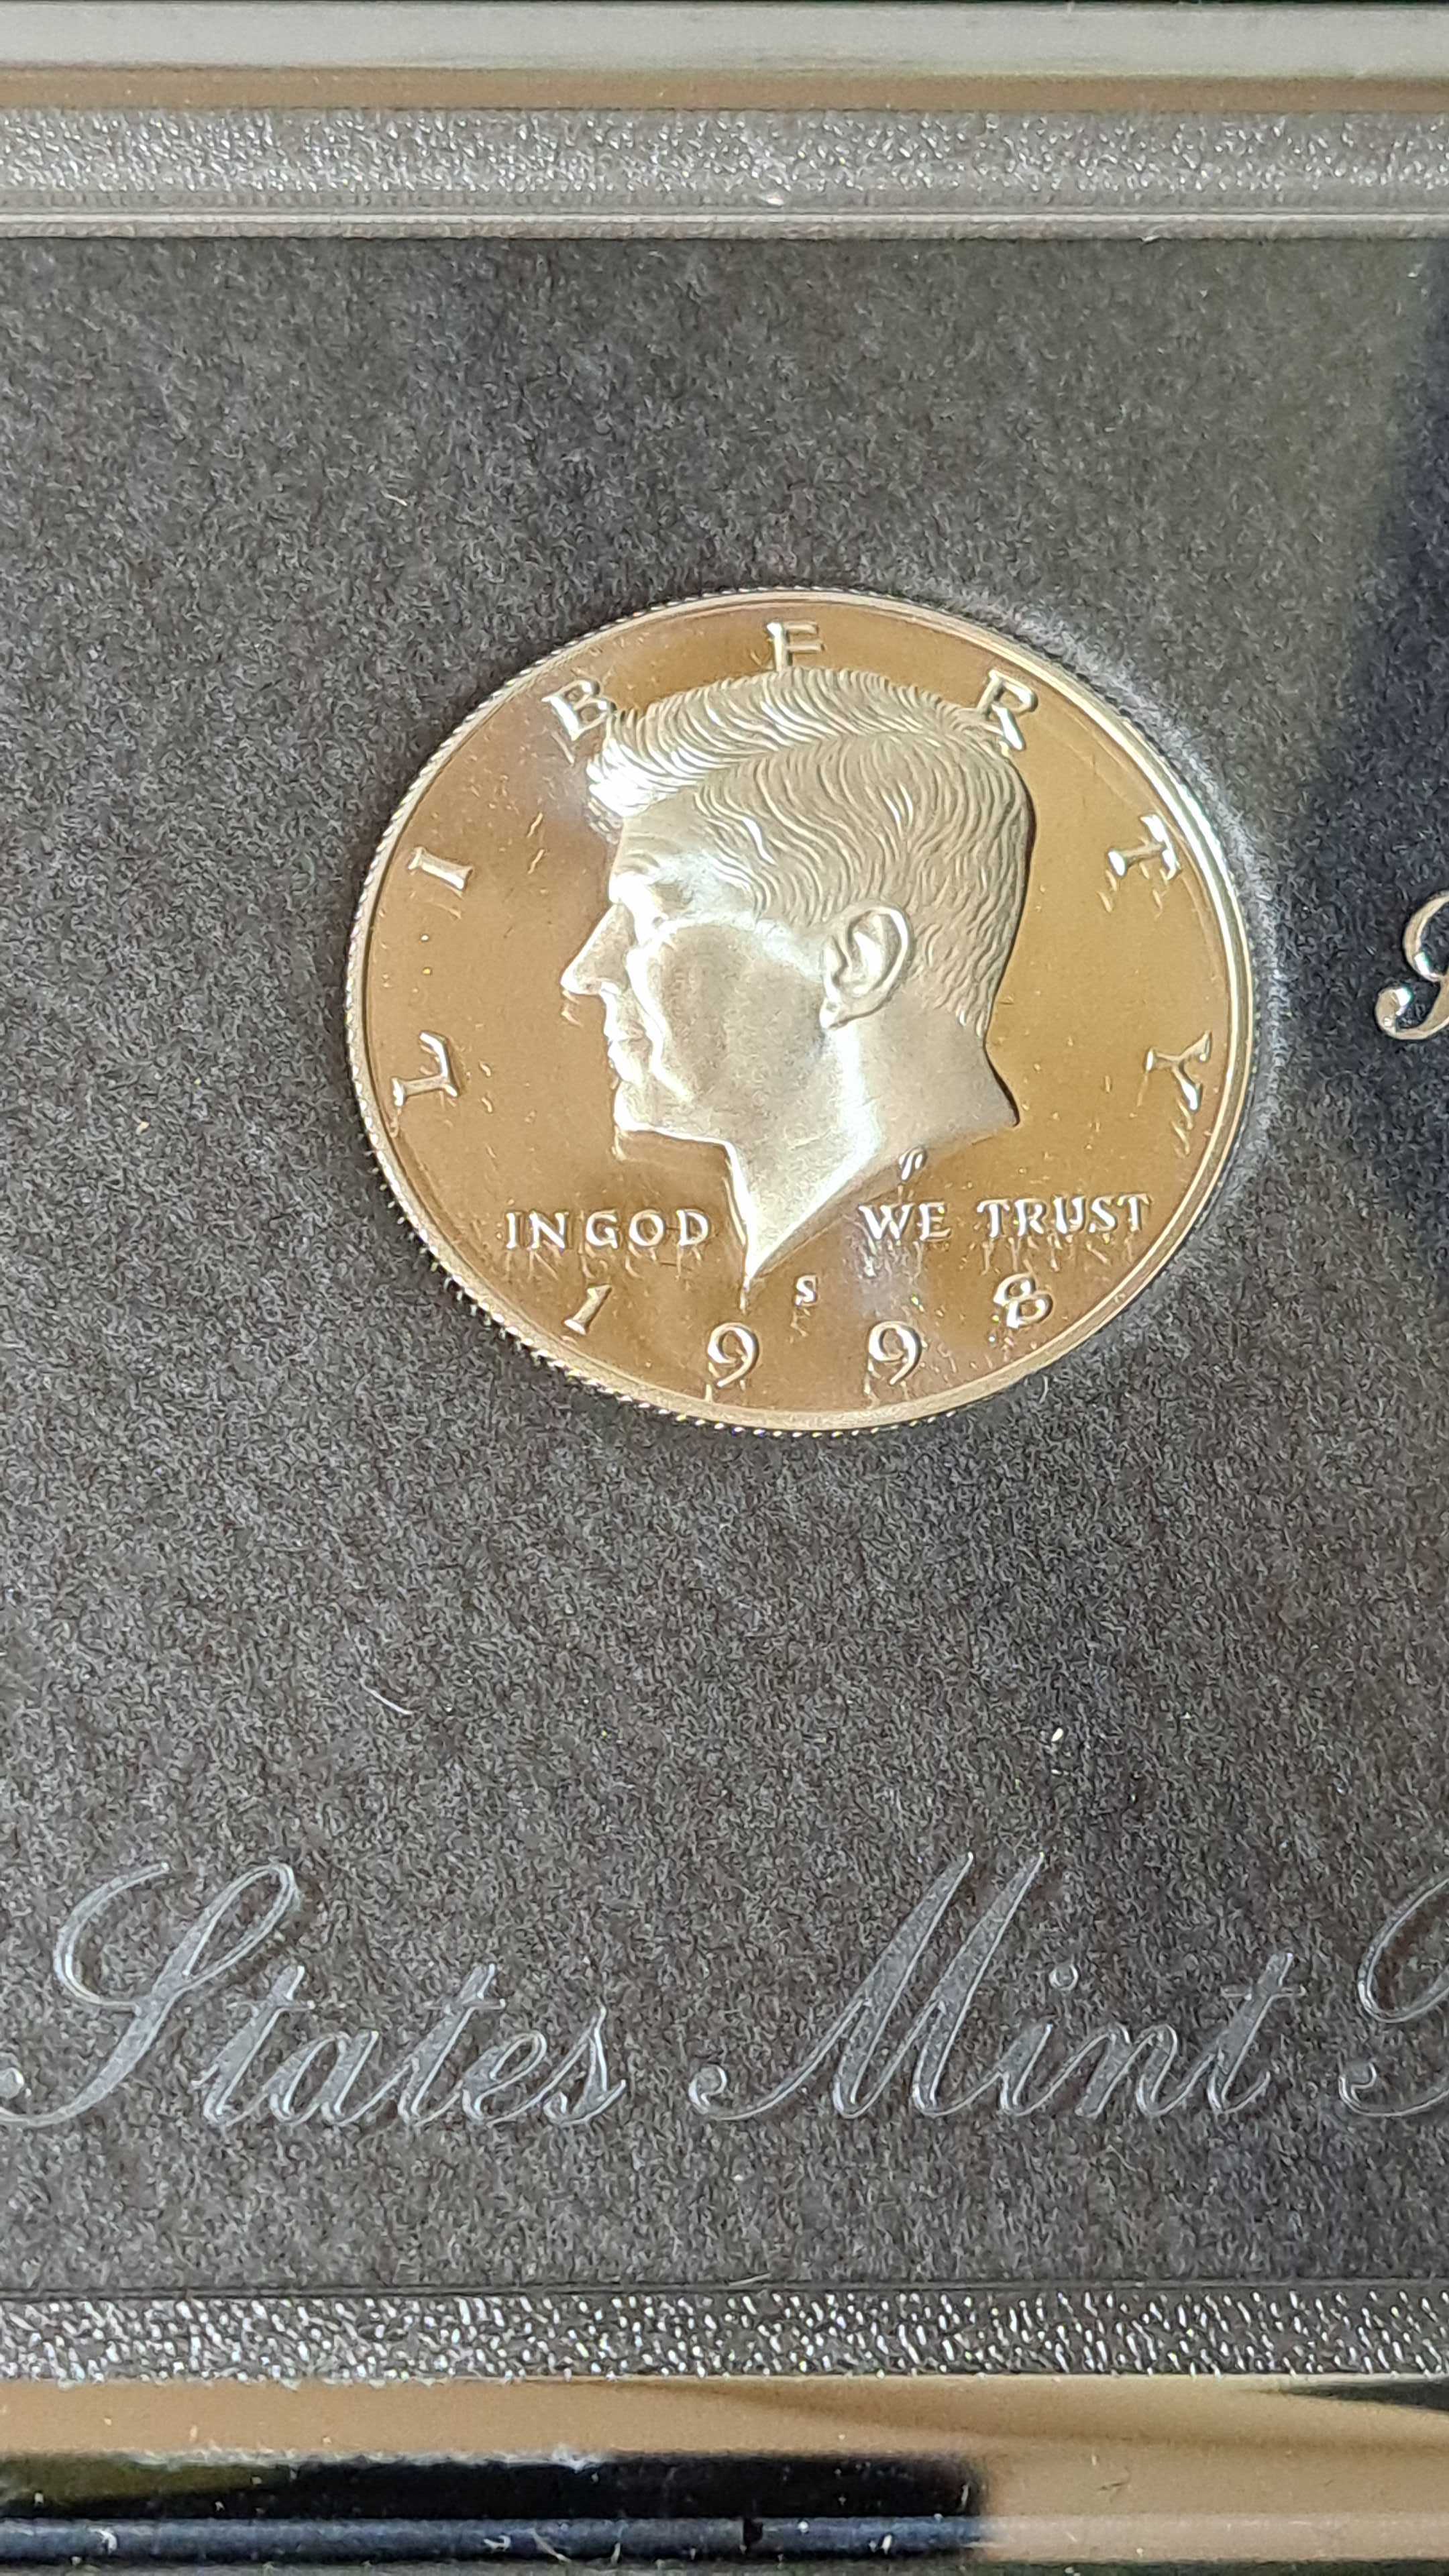 LIBERTY
IN GOD WE TRUST
S
1998
States Mint